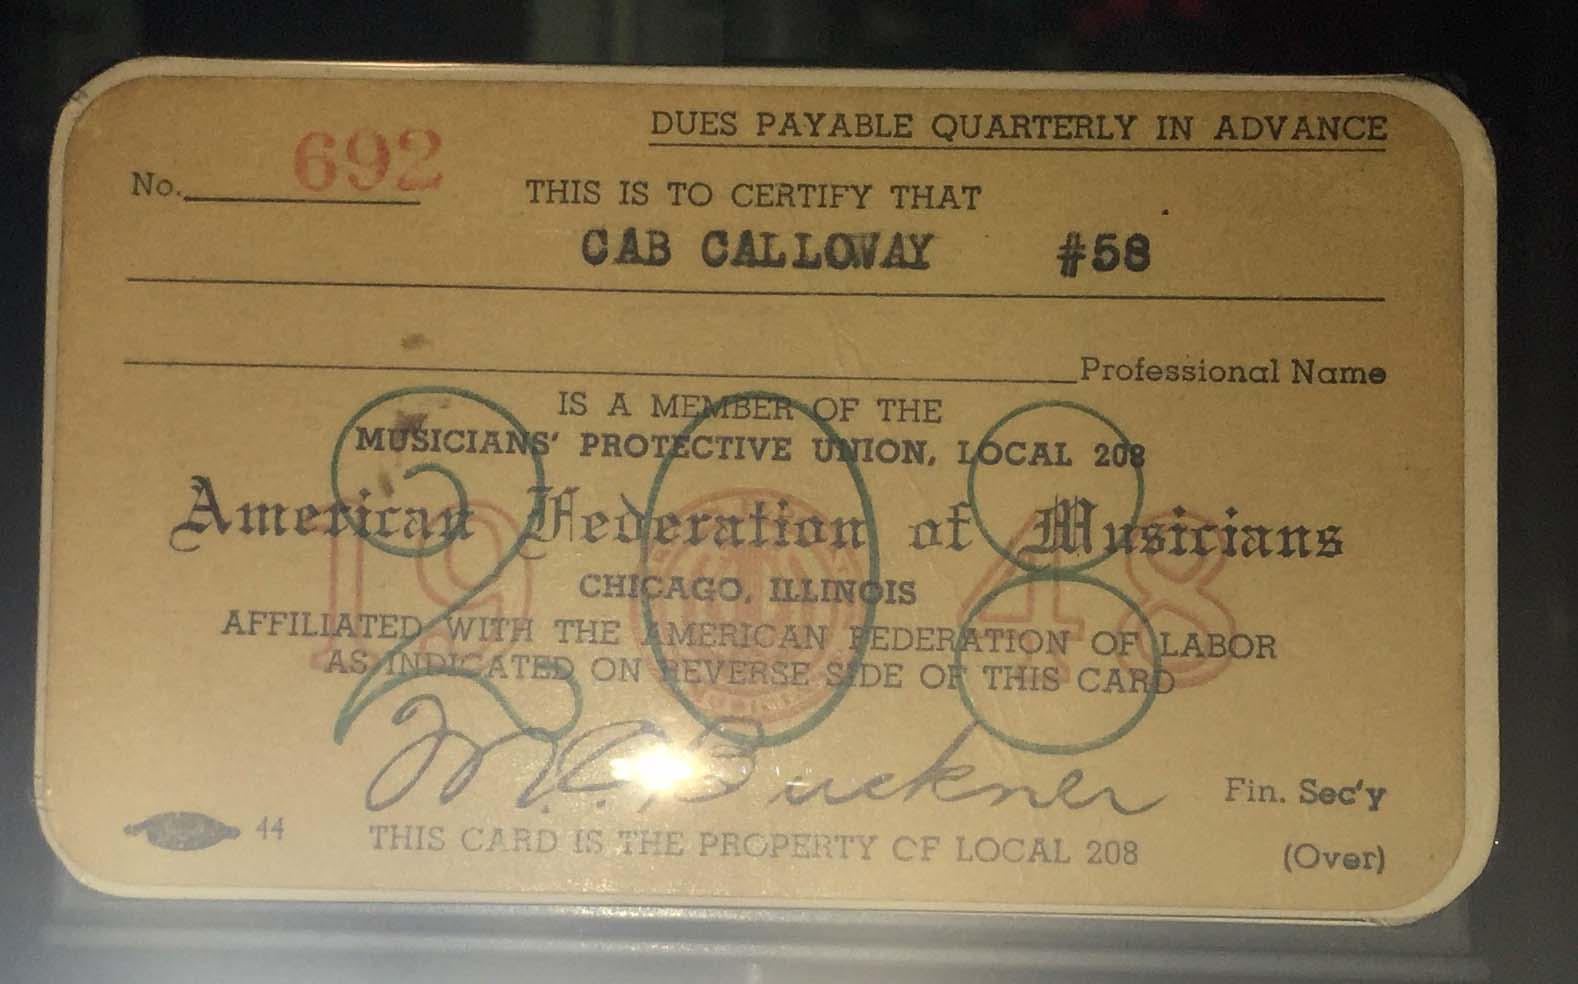 DUES PAYABLE QUARTERLY IN ADVANCE
No. 692
THIS IS TO CERTIFY THAT
CAB CALLOWAY #58
Professional Name
IS A MEMBER OF THE
MUSICIANS' PROTECTIVE UNION, LOCAL 208
American Federation of Musicians
208
1948
CHICAGO, ILLINOIS
AFFILIATED WITH THE AMERICAN FEDERATION OF LABOR
AS INDICATED ON REVERSE SIDE OF THIS CARD
Buckner Fin. Sec'y
44 THIS CARD IS THE PROPERTY OF LOCAL 208 (Over)